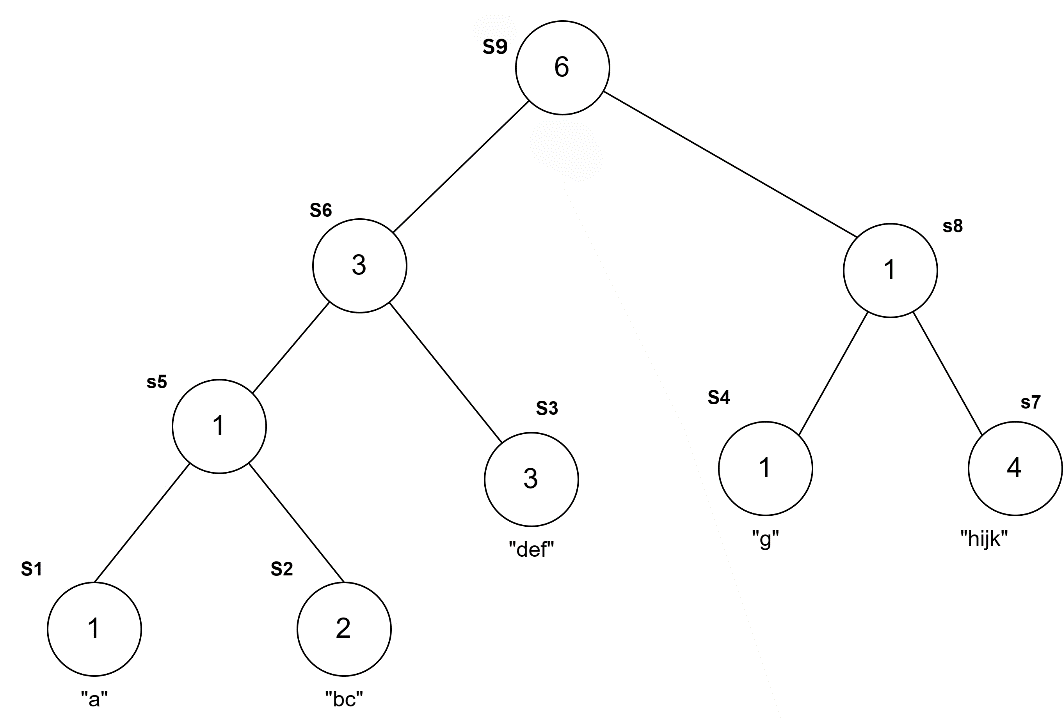 S9
6
S6
3
s8
1
s5
1
S3
3
"def"
S4
1
"g"
s7
4
"hijk"
S1
1
"a"
S2
2
"bc"